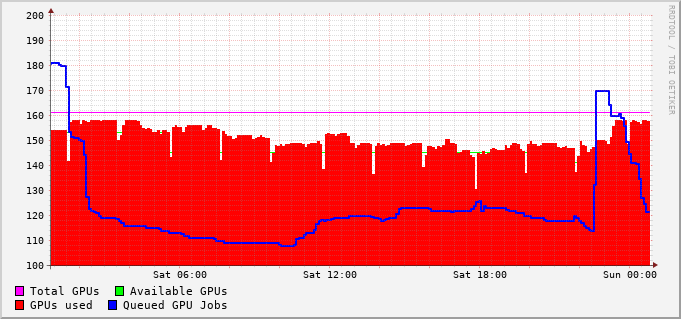 200
190
180
170
160
150
140
130
120
110
100
Sat 06:00 Sat 12:00 Sat 18:00 Sun 00:00
Total GPUs Available GPUs
GPUs used Queued GPU Jobs
RRDTOOL / TOBI OETIKER